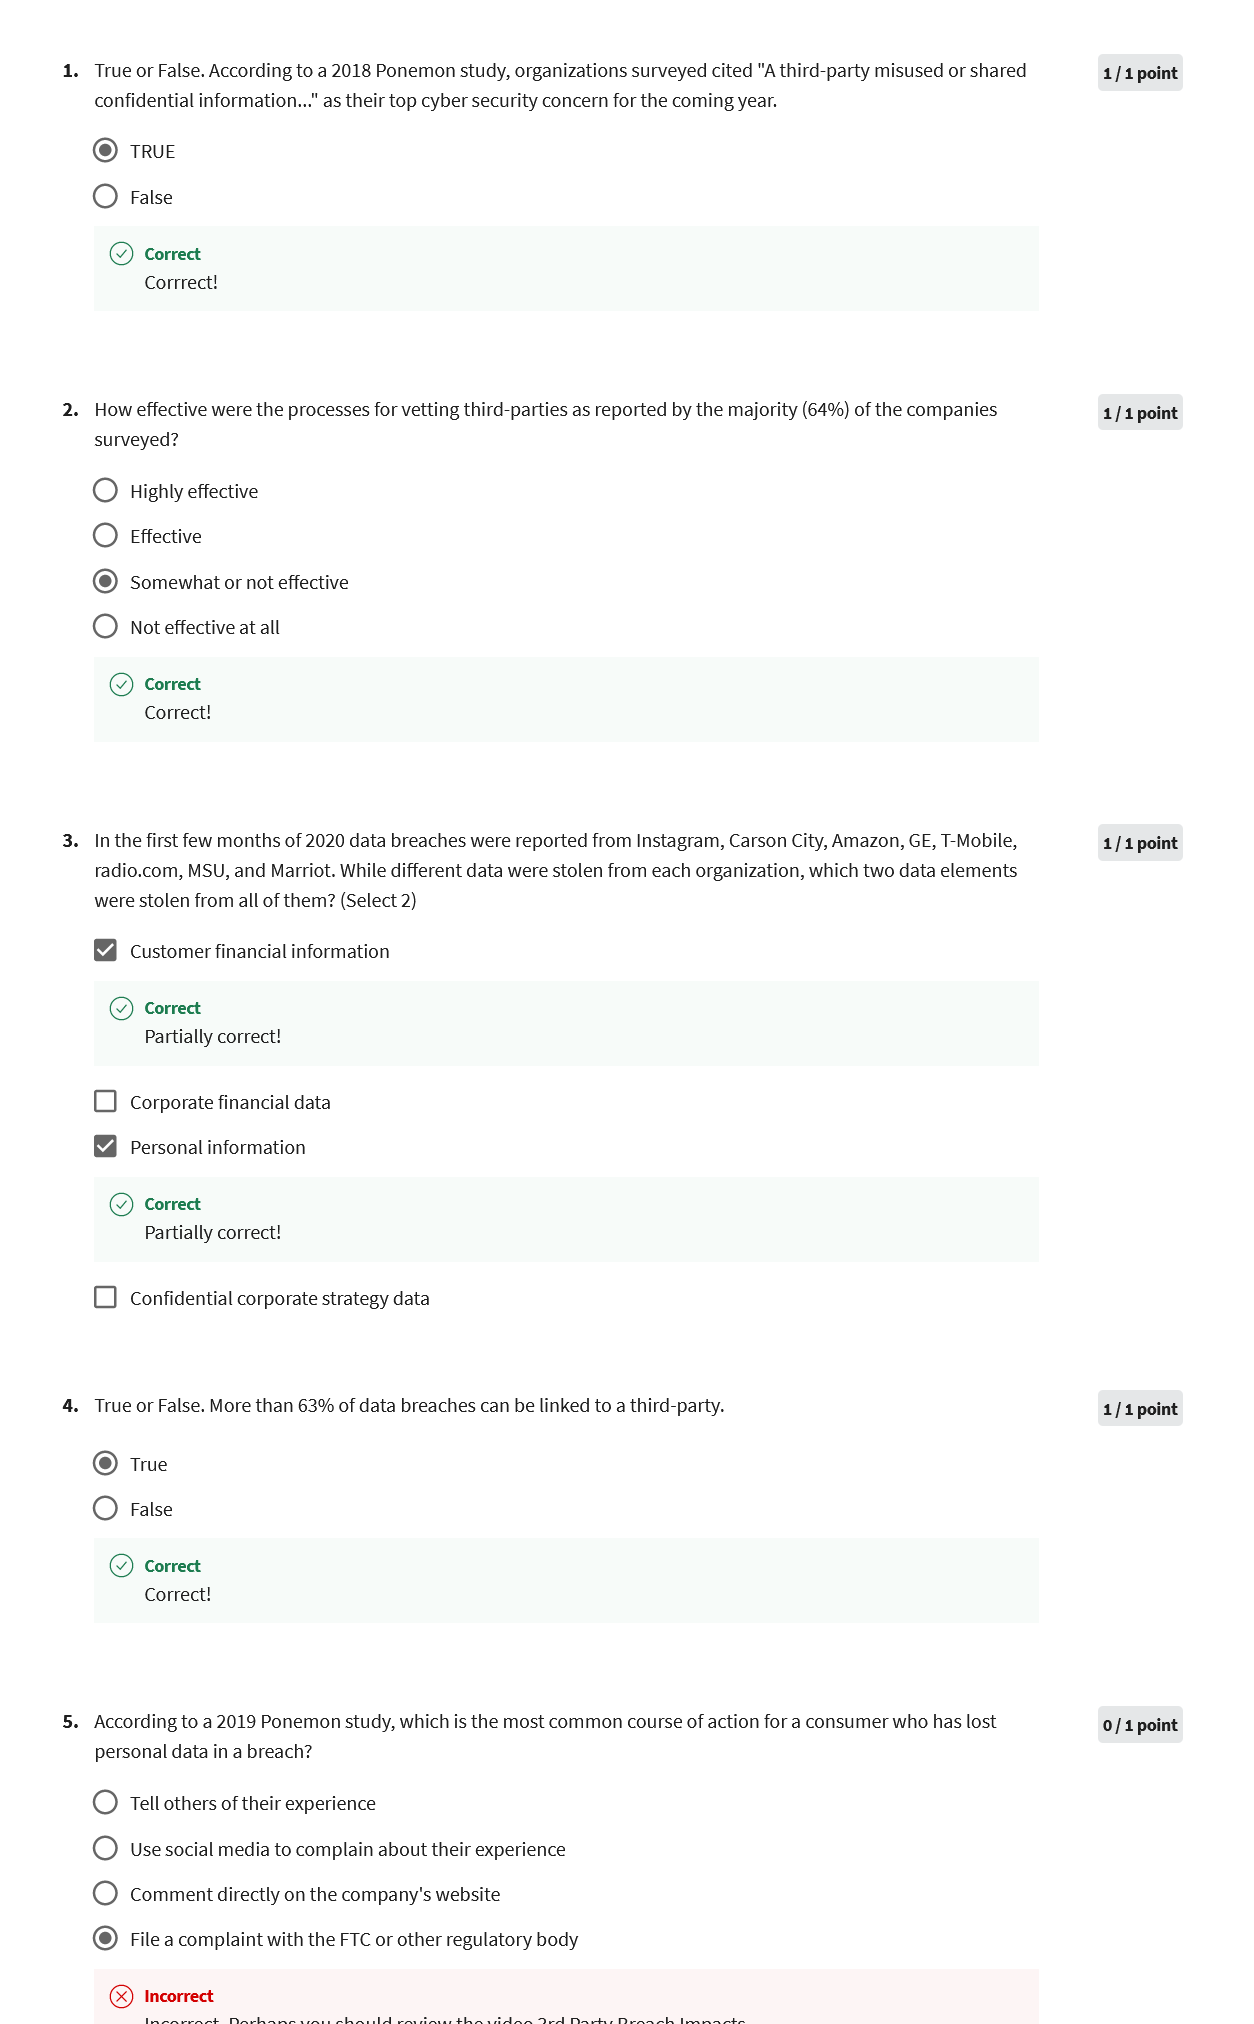 1. True or False. According to a 2018 Ponemon study, organizations surveyed cited "A third-party misused or shared
confidential information..." as their top cyber security concern for the coming year.
1 / 1 point
TRUE
False
Correct
Corrrect!
2. How effective were the processes for vetting third-parties as reported by the majority (64%) of the companies
surveyed?
1 / 1 point
Highly effective
Effective
Somewhat or not effective
Not effective at all
Correct
Correct!
3. In the first few months of 2020 data breaches were reported from Instagram, Carson City, Amazon, GE, T-Mobile,
radio.com, MSU, and Marriot. While different data were stolen from each organization, which two data elements
were stolen from all of them? (Select 2)
1 / 1 point
Customer financial information
Correct
Partially correct!
Corporate financial data
Personal information
Correct
Partially correct!
Confidential corporate strategy data
4. True or False. More than 63% of data breaches can be linked to a third-party.
1 / 1 point
True
False
Correct
Correct!
5. According to a 2019 Ponemon study, which is the most common course of action for a consumer who has lost
personal data in a breach?
0 / 1 point
Tell others of their experience
Use social media to complain about their experience
Comment directly on the company's website
File a complaint with the FTC or other regulatory body
Incorrect
Incorrect. Perhaps you should review the video 3rd Party Breach Impacts